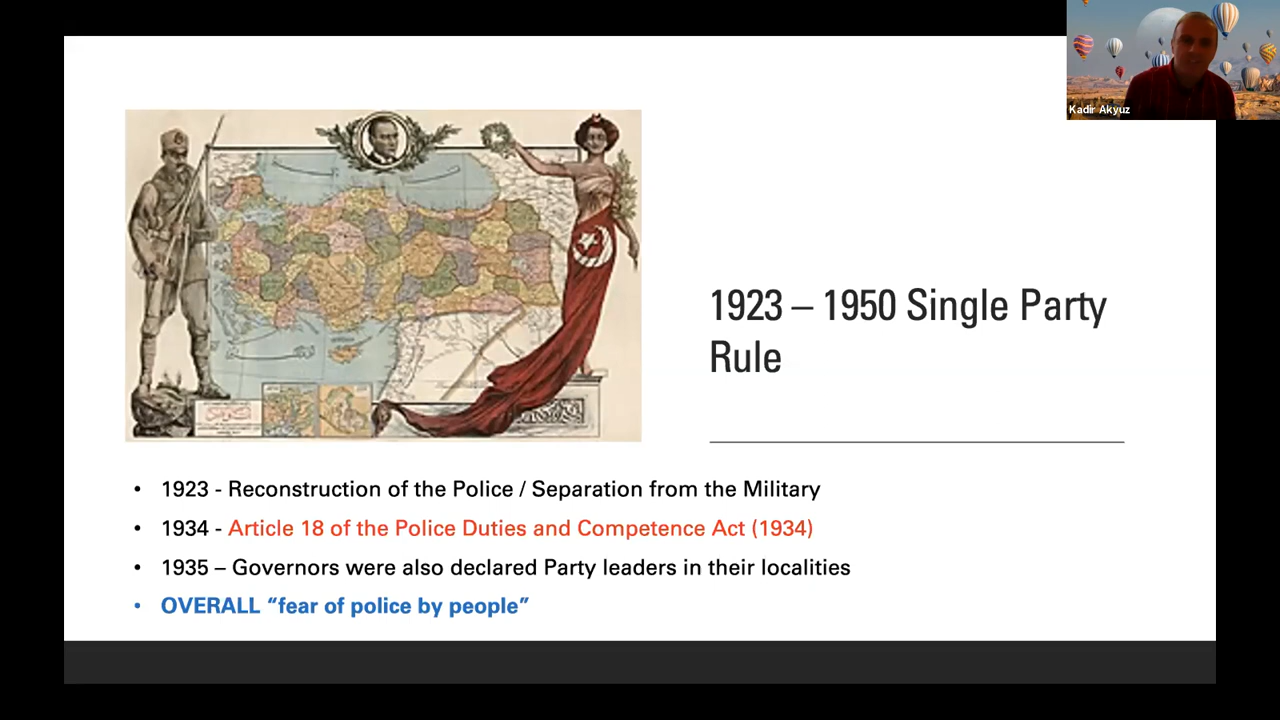 Kadir Akyuz
1923 – 1950 Single Party
Rule
• 1923 - Reconstruction of the Police / Separation from the Military
• 1934 - Article 18 of the Police Duties and Competence Act (1934)
• 1935 – Governors were also declared Party leaders in their localities
• OVERALL “fear of police by people”